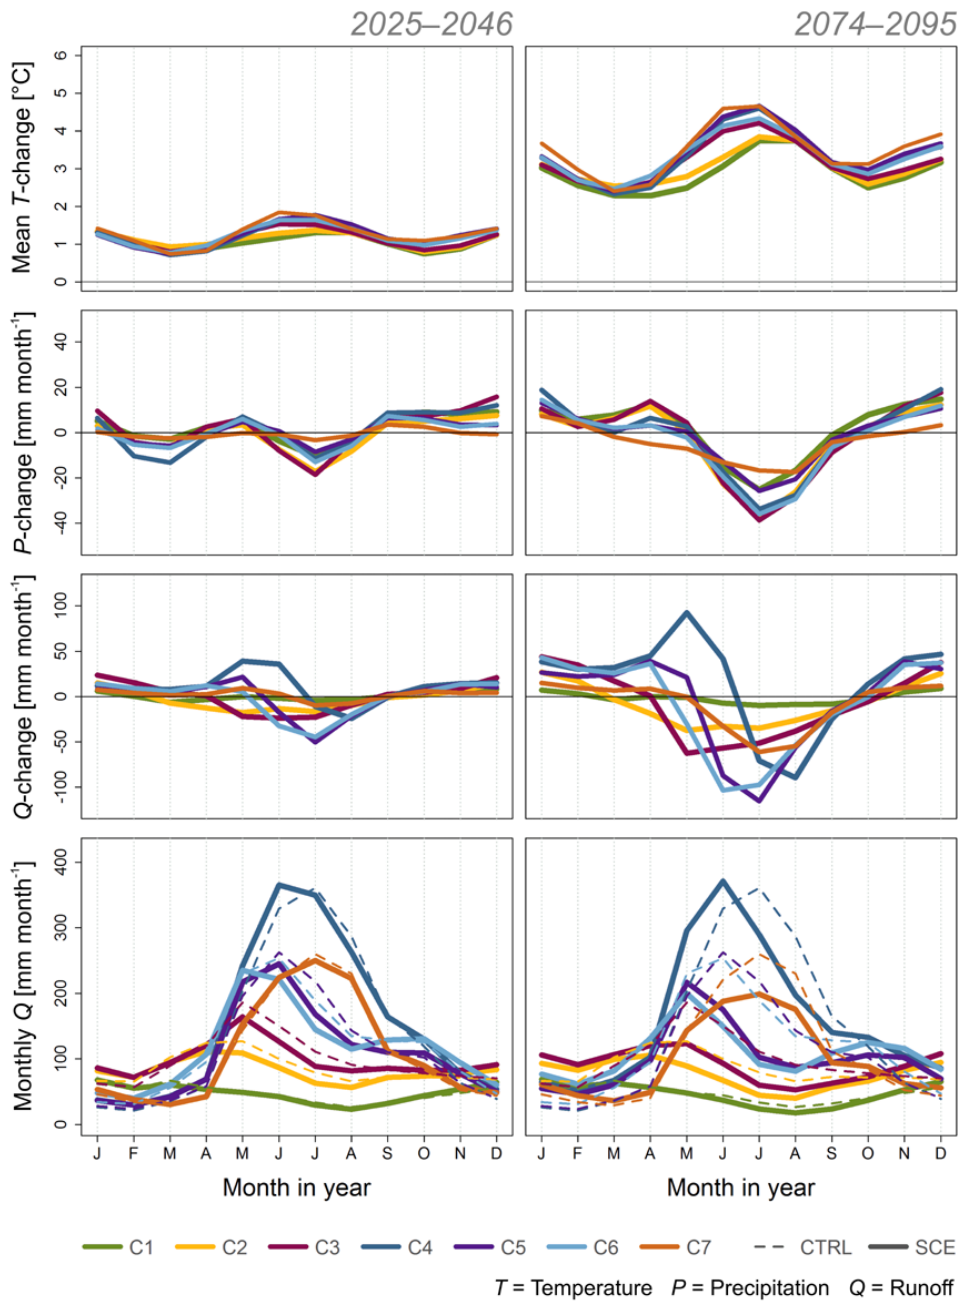 2025–2046 2074–2095
Mean T-change [°C]
6
5
4
3
2
1
0
P-change [mm month⁻¹]
40
20
0
-20
-40
Q-change [mm month⁻¹]
100
50
0
-50
-100
Monthly Q [mm month⁻¹]
400
300
200
100
0
J F M A M J J A S O N D J F M A M J J A S O N D
Month in year Month in year
C1 C2 C3 C4 C5 C6 C7 CTRL SCE
T = Temperature P = Precipitation Q = Runoff